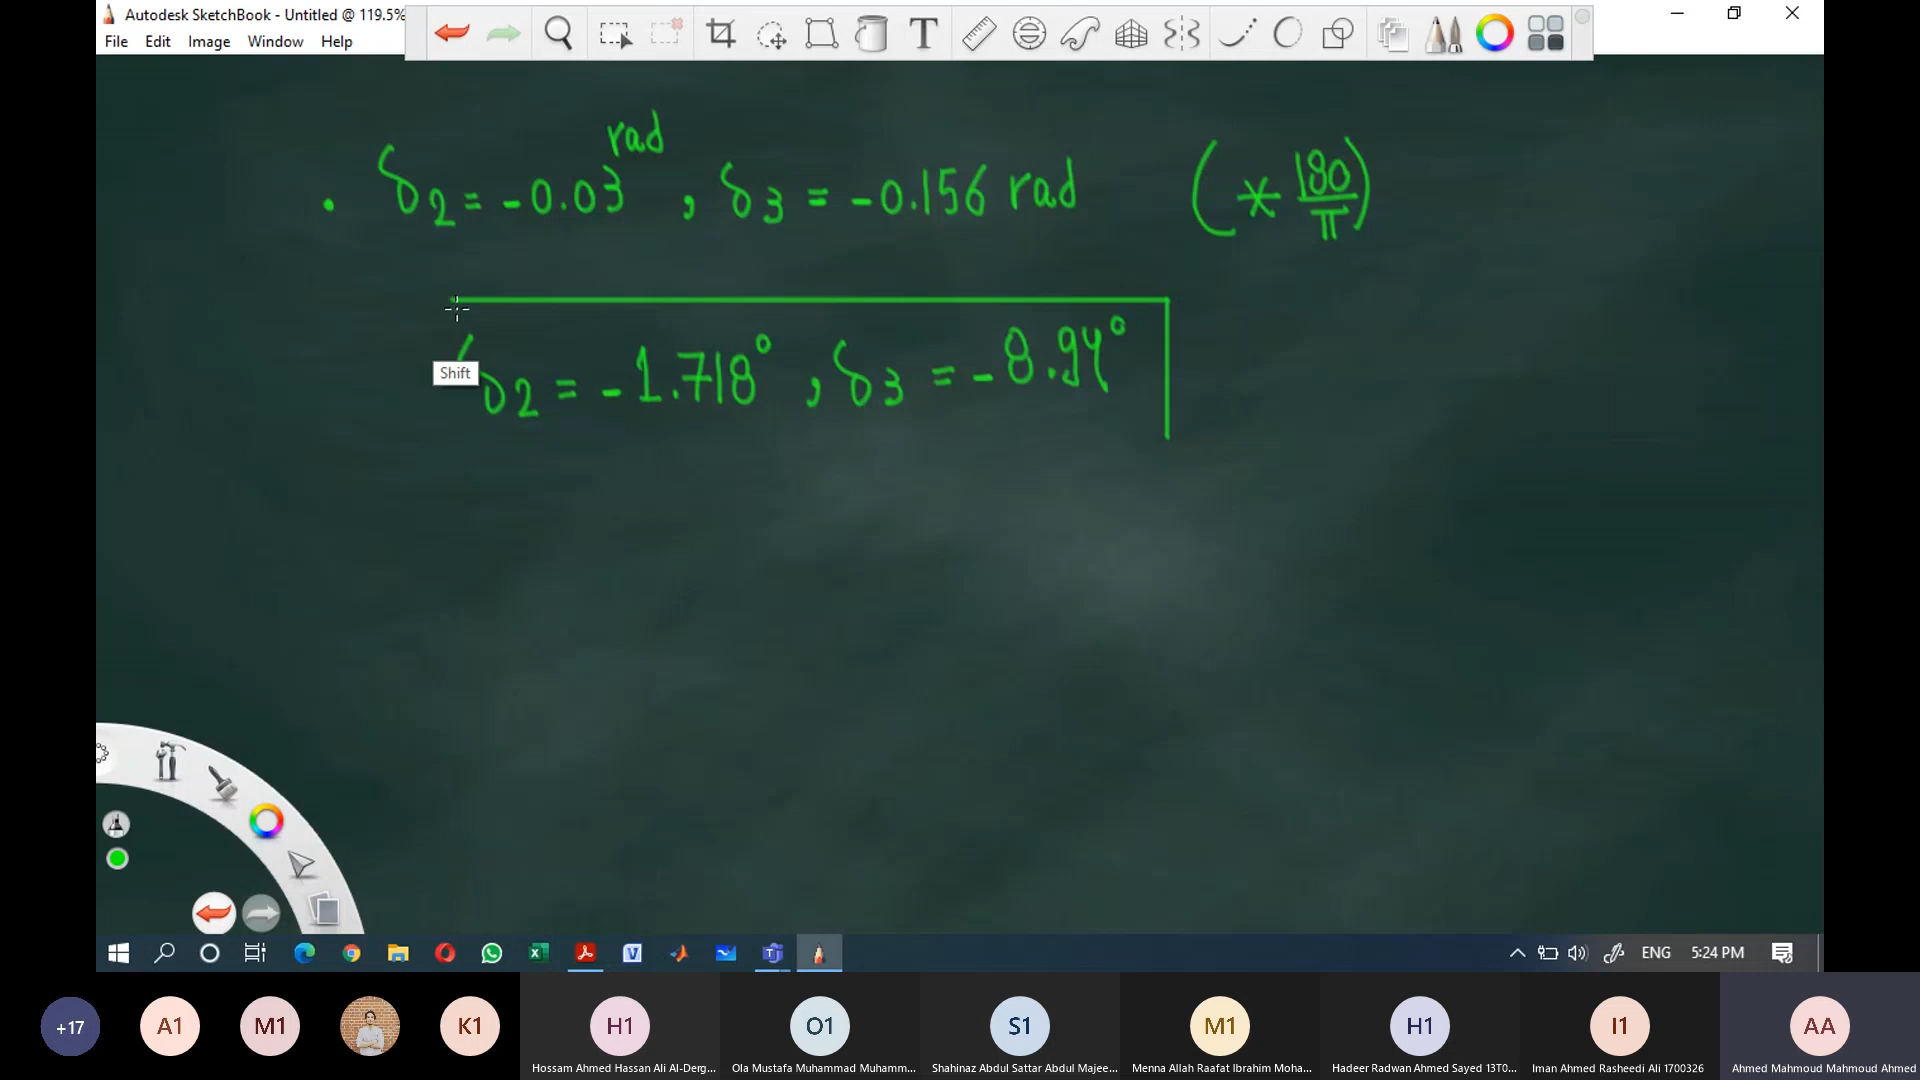 Autodesk SketchBook - Untitled @ 119.5%
File Edit Image Window Help
T
rad
. δ2 = -0.03 , δ3 = -0.156 rad (* 180/π)
δ2 = -1.718° , δ3 = -8.94°
Shift
ENG 5:24 PM
+17 A1 M1 K1 H1 O1 S1 M1 H1 I1 AA
Hossam Ahmed Hassan Ali Al-Derg... Ola Mustafa Muhammad Muhamm... Shahinaz Abdul Sattar Abdul Majee... Menna Allah Raafat Ibrahim Moha... Hadeer Radwan Ahmed Sayed 13T0... Iman Ahmed Rasheedi Ali 1700326 Ahmed Mahmoud Mahmoud Ahmed